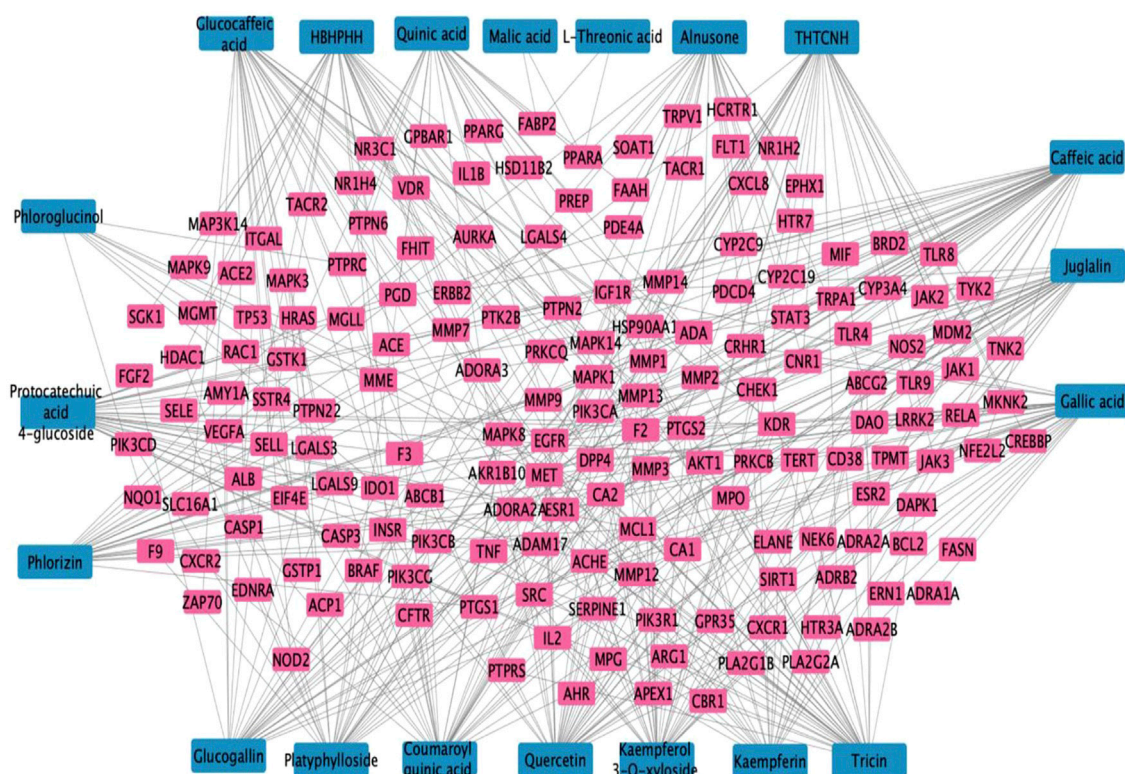 Glucocaffeic
acid
HBHPHH
Quinic acid
Malic acid
L-Threonic acid
Alnusone
THTCNH
Caffeic acid
Phloroglucinol
Juglalin
Protocatechuic
acid
4-glucoside
Gallic acid
Phlorizin
TRPV1
HCRTR1
FABP2
PPARG
GPBAR1
NR3C1
SOAT1
FLT1
NR1H2
PPARA
HSD11B2
IL1B
TACR1
NR1H4
VDR
FAAH
CXCL8
EPHX1
TACR2
PREP
MAP3K14
PTPN6
PDE4A
HTR7
ITGAL
FHIT
AURKA
LGALS4
CYP2C9
MIF
BRD2
TLR8
MAPK9
ACE2
PTPRC
MAPK3
CYP2C19
PGD
ERBB2
IGF1R
MMP14
PDCD4
TRPA1
CYP3A4
JAK2
TYK2
SGK1
MGMT
TP53
HRAS
MGLL
PTK2B
PTPN2
STAT3
MMP7
HSP90AA1
ADA
TLR4
MDM2
HDAC1
RAC1
GSTK1
ACE
PRKCQ
MAPK14
CRHR1
NOS2
TNK2
FGF2
MME
ADORA3
MAPK1
MMP1
MMP2
CNR1
JAK1
AMY1A
SSTR4
MMP9
MMP13
CHEK1
ABCG2
TLR9
MKNK2
SELE
PTPN22
PIK3CA
LRRK2
RELA
PIK3CD
VEGFA
SELL
LGALS3
MAPK8
EGFR
F2
PTGS2
KDR
DAO
CREBBP
F3
DPP4
MMP3
AKT1
PRKCB
TERT
CD38
TPMT
JAK3
NFE2L2
ALB
LGALS9
IDO1
ABCB1
AKR1B10
MET
NQO1
SLC16A1
EIF4E
CA2
MPO
ESR2
DAPK1
CASP1
CASP3
INSR
ADORA2A
ESR1
MCL1
F9
CXCR2
PIK3CB
TNF
ADAM17
CA1
ELANE
NEK6
ADRA2A
BCL2
FASN
GSTP1
BRAF
PIK3CG
ACHE
MMP12
SIRT1
ADRB2
ZAP70
EDNRA
ACP1
CFTR
PTGS1
SRC
SERPINE1
ERN1
ADRA1A
PIK3R1
GPR35
CXCR1
HTR3A
ADRA2B
IL2
NOD2
PTPRS
MPG
ARG1
PLA2G1B
PLA2G2A
AHR
APEX1
CBR1
Glucogallin
Platyphylloside
Coumaroyl
quinic acid
Quercetin
Kaempferol
3-O-xyloside
Kaempferin
Tricin